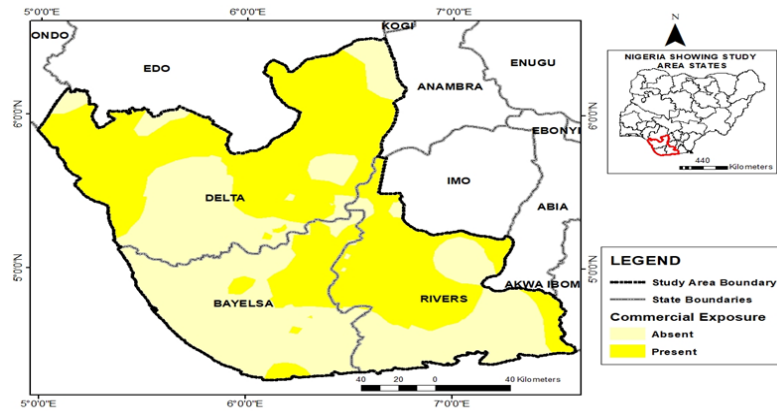 5°0'0"E
6°0'0"E
7°0'0"E
N
ONDO
KOGI
EDO
ENUGU
ANAMBRA
6°0'0"N
6°0'0"N
EBONYI
IMO
DELTA
ABIA
5°0'0"N
5°0'0"N
AKWA IBOM
BAYELSA
RIVERS
40 20 0 40 Kilometers
5°0'0"E
6°0'0"E
7°0'0"E
NIGERIA SHOWING STUDY
AREA STATES
440
Kilometers
LEGEND
Study Area Boundary
State Boundaries
Commercial Exposure
Absent
Present